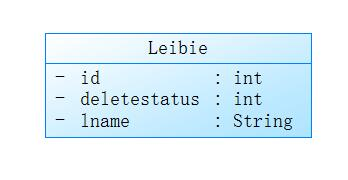 Leibie
- id : int
- deletestatus : int
- lname : String